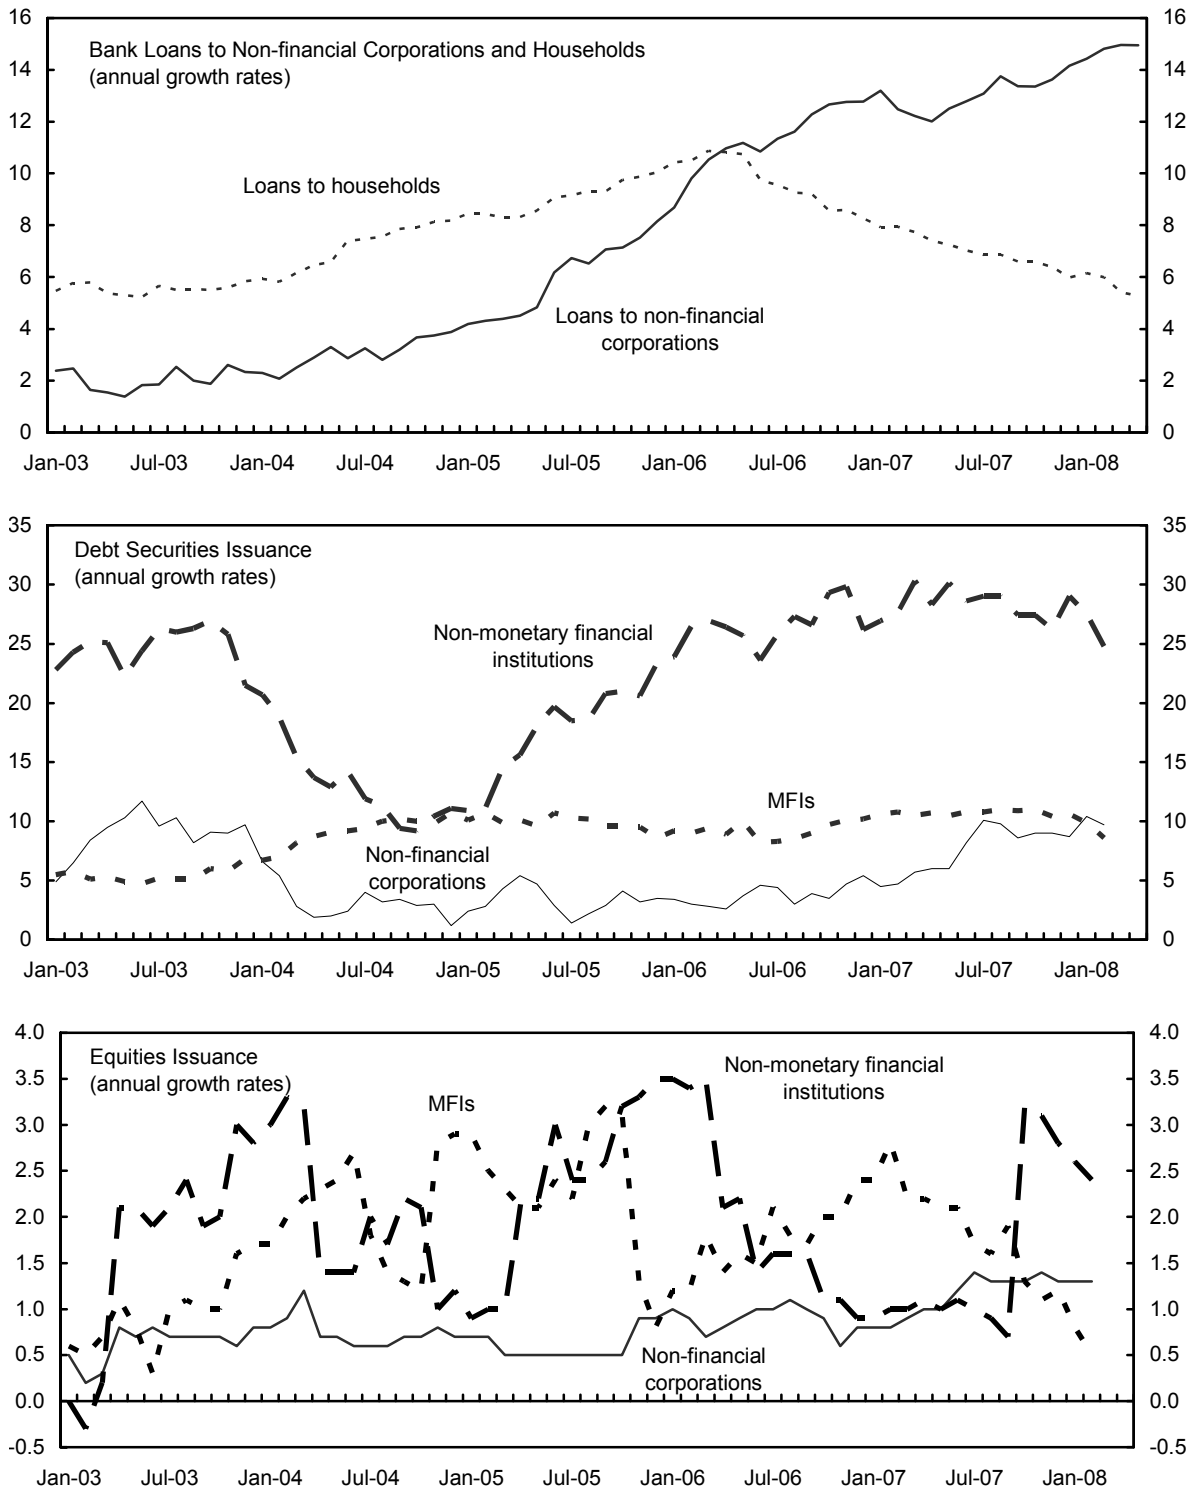 16 16
Bank Loans to Non-financial Corporations and Households
(annual growth rates)
14 14
12 12
10 10
Loans to households
8 8
6 6
Loans to non-financial
corporations
4 4
2 2
0 0
Jan-03 Jul-03 Jan-04 Jul-04 Jan-05 Jul-05 Jan-06 Jul-06 Jan-07 Jul-07 Jan-08
35 35
Debt Securities Issuance
(annual growth rates)
30 30
Non-monetary financial
institutions
25 25
20 20
15 15
MFIs
10 10
Non-financial
corporations
5 5
0 0
Jan-03 Jul-03 Jan-04 Jul-04 Jan-05 Jul-05 Jan-06 Jul-06 Jan-07 Jul-07 Jan-08
4.0 4.0
Equities Issuance
(annual growth rates)
Non-monetary financial
institutions
3.5 3.5
MFIs
3.0 3.0
2.5 2.5
2.0 2.0
1.5 1.5
1.0 1.0
0.5 0.5
Non-financial
corporations
0.0 0.0
-0.5 -0.5
Jan-03 Jul-03 Jan-04 Jul-04 Jan-05 Jul-05 Jan-06 Jul-06 Jan-07 Jul-07 Jan-08